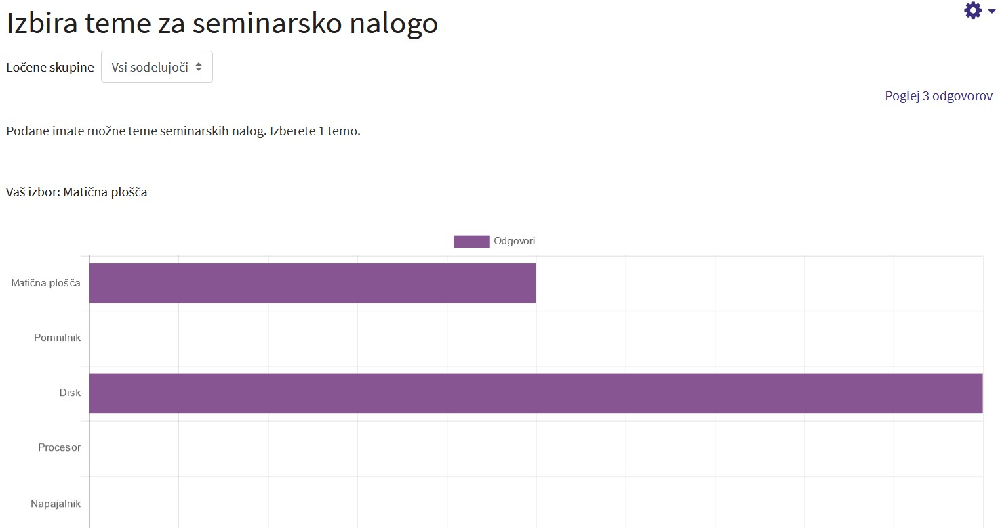 Izbira teme za seminarsko nalogo
Ločene skupine Vsi sodelujoči
Poglej 3 odgovorov
Podane imate možne teme seminarskih nalog. Izberete 1 temo.
Vaš izbor: Matična plošča
Odgovori
Matična plošča
Pomnilnik
Disk
Procesor
Napajalnik